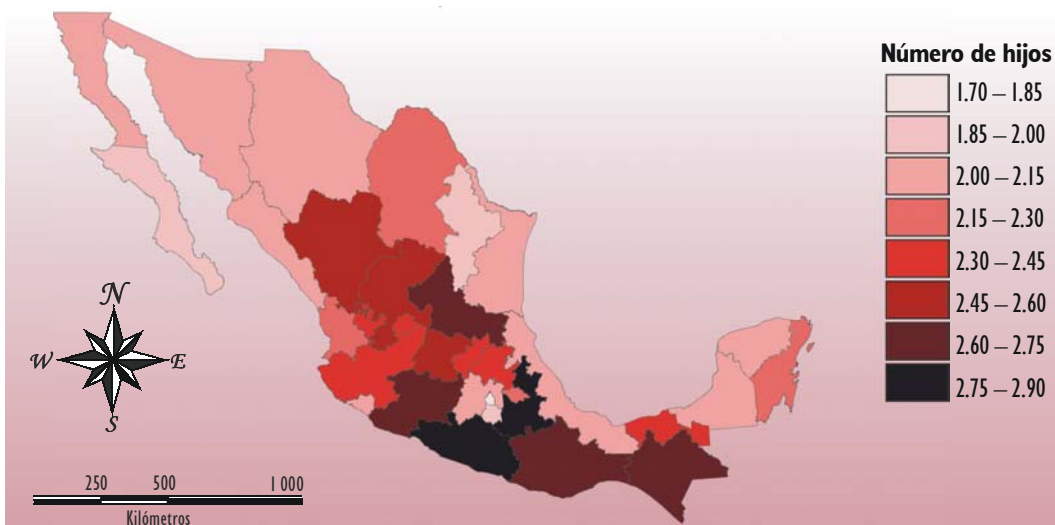 Número de hijos
1.70 – 1.85
1.85 – 2.00
2.00 – 2.15
2.15 – 2.30
2.30 – 2.45
2.45 – 2.60
2.60 – 2.75
2.75 – 2.90
N
W E
S
250 500 1 000
Kilómetros